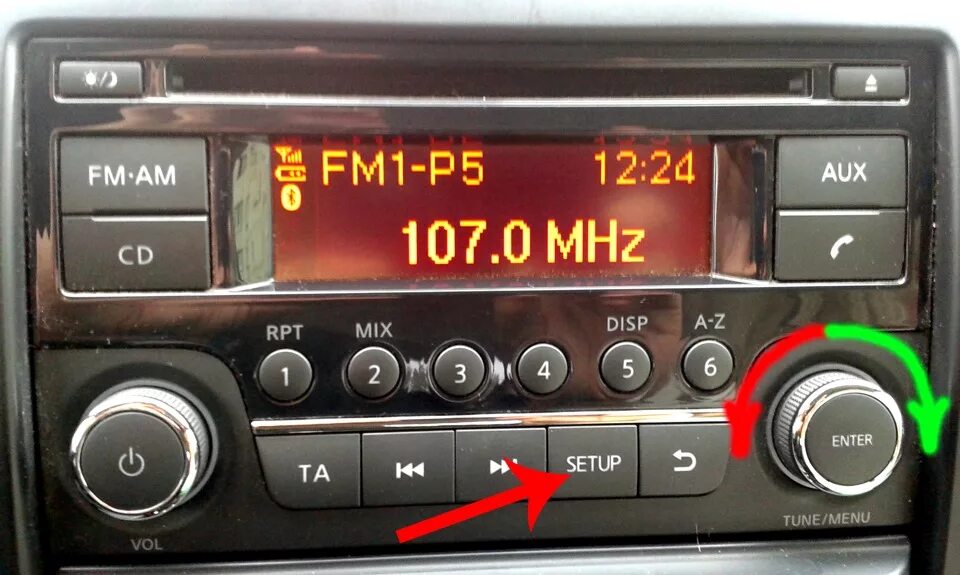 FM·AM
CD
FM1-P5 12:24
107.0 MHz
AUX
RPT MIX DISP A-Z
1 2 3 4 5 6
TA SETUP
ENTER
VOL
TUNE/MENU